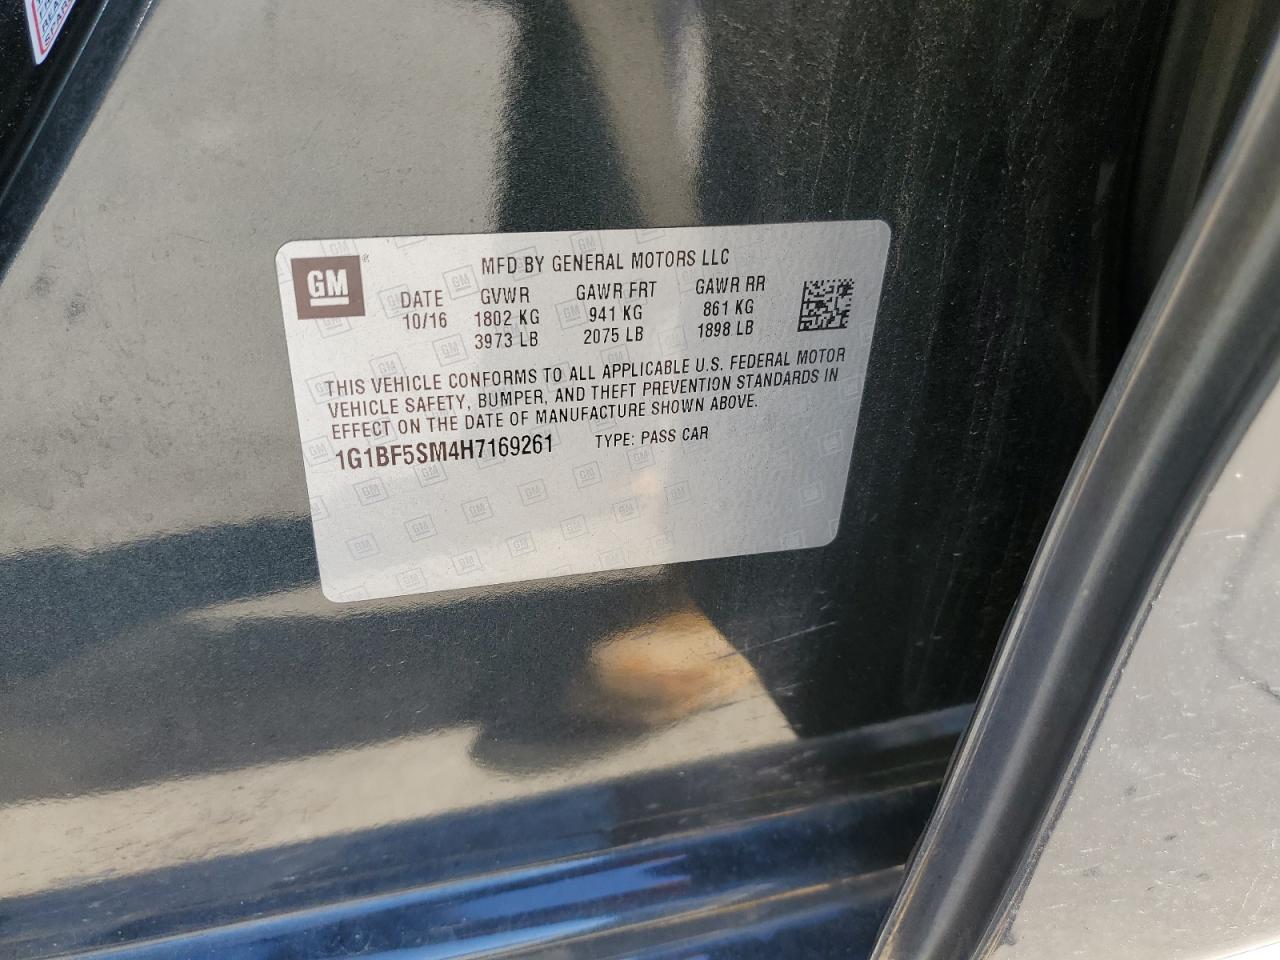 GM
MFD BY GENERAL MOTORS LLC
DATE GVWR GAWR FRT GAWR RR
10/16 1802 KG 941 KG 861 KG
3973 LB 2075 LB 1898 LB
THIS VEHICLE CONFORMS TO ALL APPLICABLE U.S. FEDERAL MOTOR
VEHICLE SAFETY, BUMPER, AND THEFT PREVENTION STANDARDS IN
EFFECT ON THE DATE OF MANUFACTURE SHOWN ABOVE.
1G1BF5SM4H7169261 TYPE: PASS CAR